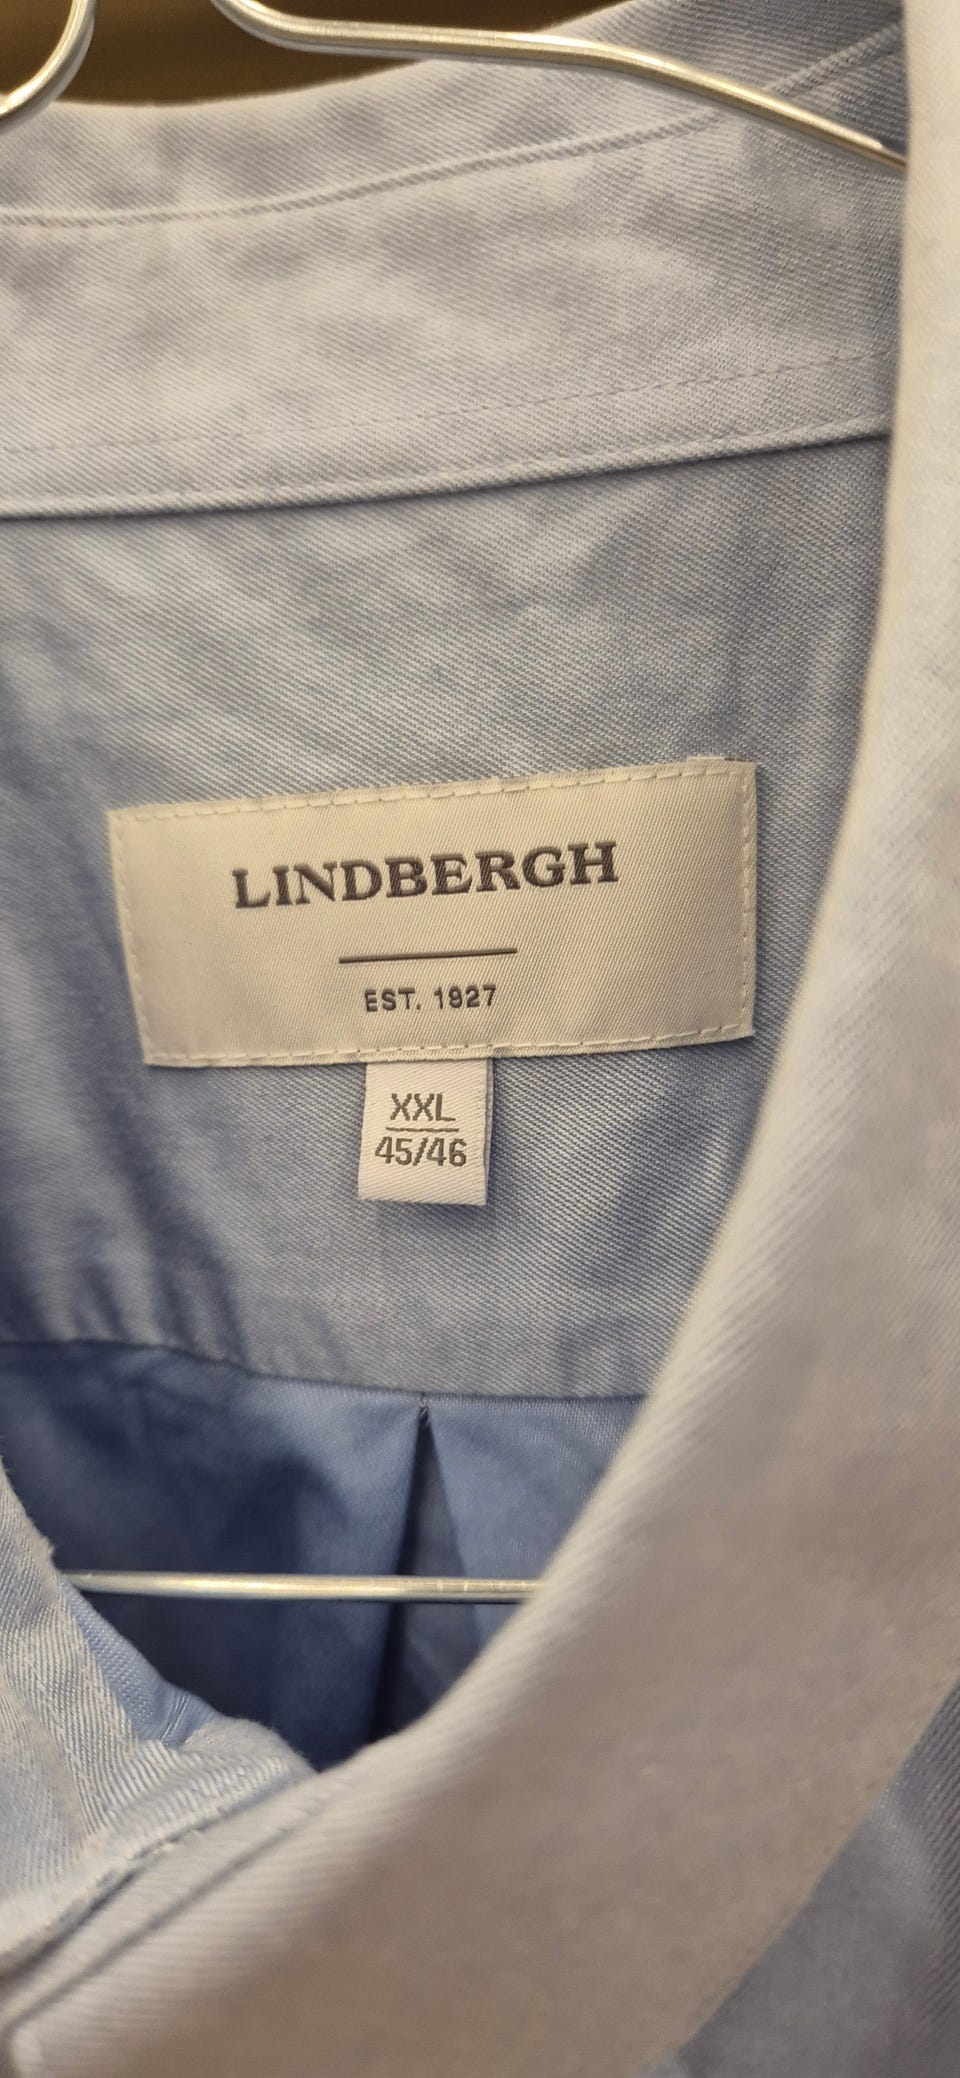 LINDBERGH
EST. 1927
XXL
45/46